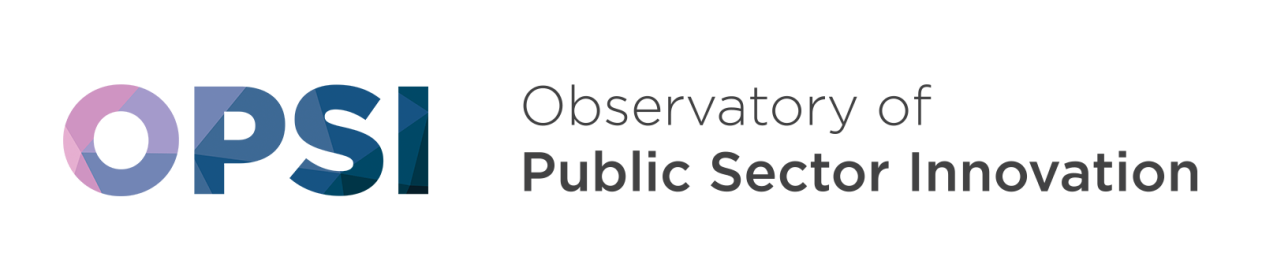 OPSI
Observatory of
Public Sector Innovation